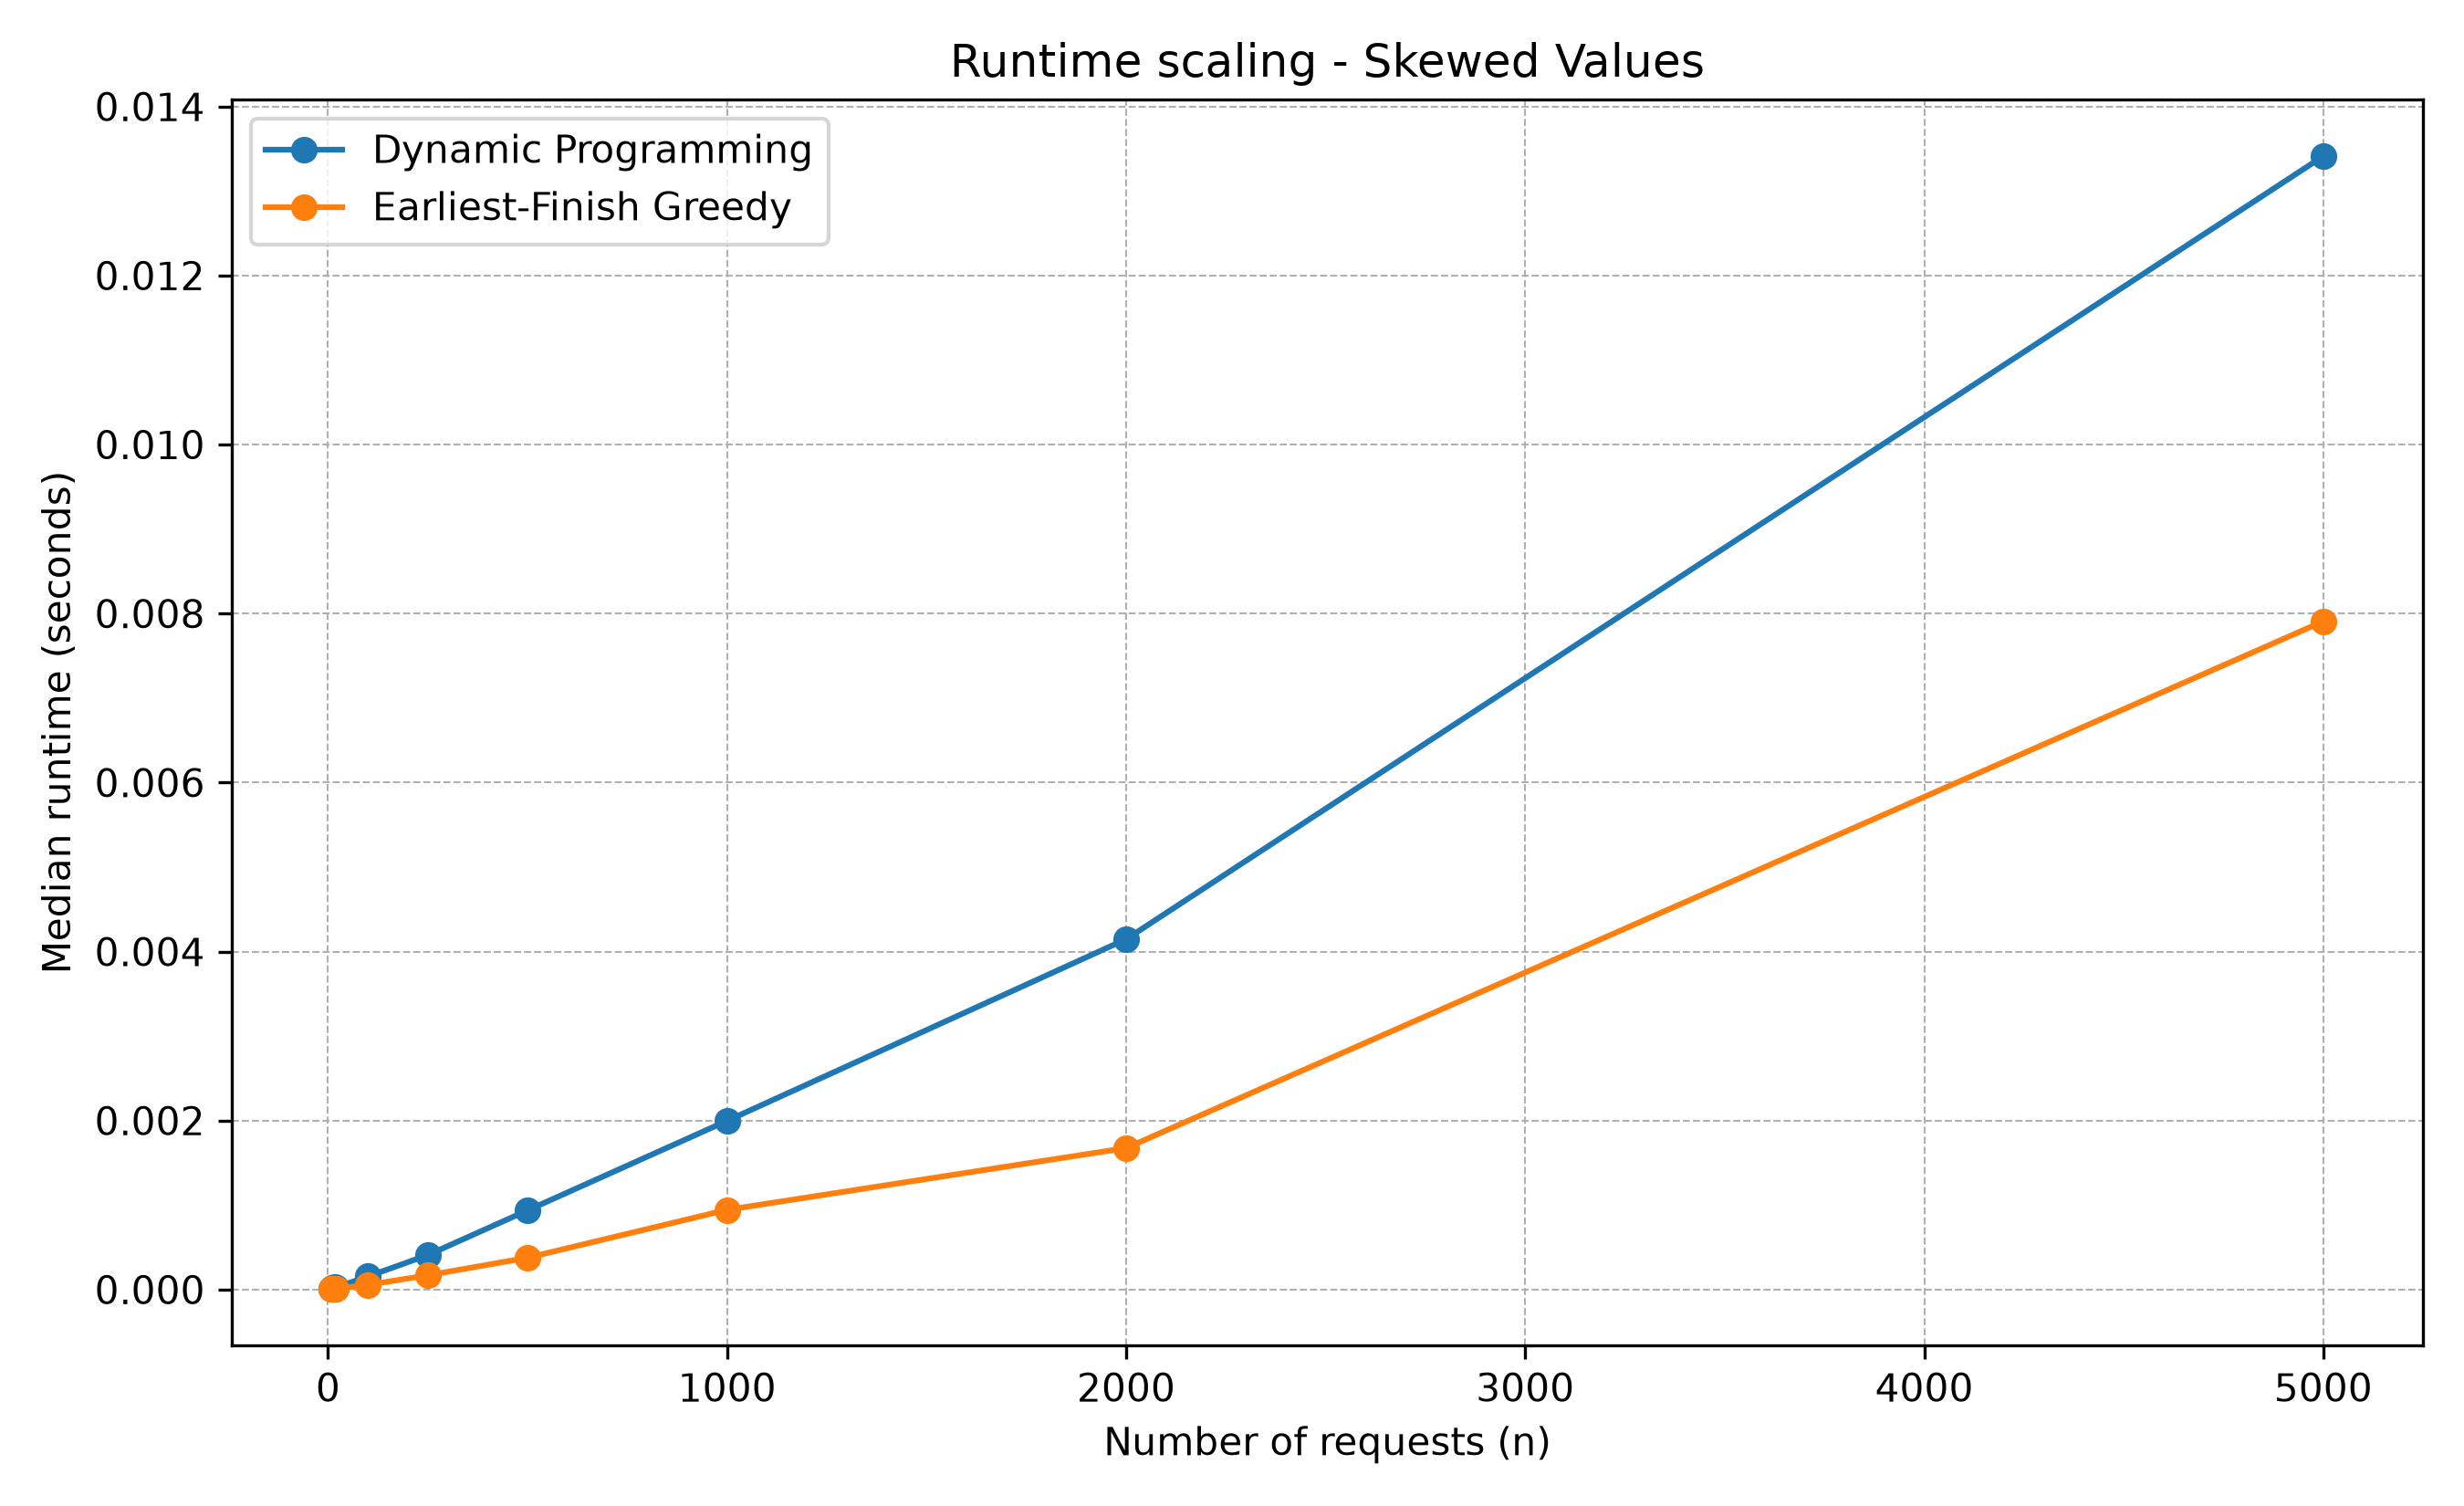 Runtime scaling - Skewed Values
Dynamic Programming
Earliest-Finish Greedy
Median runtime (seconds)
0.014
0.012
0.010
0.008
0.006
0.004
0.002
0.000
0 1000 2000 3000 4000 5000
Number of requests (n)